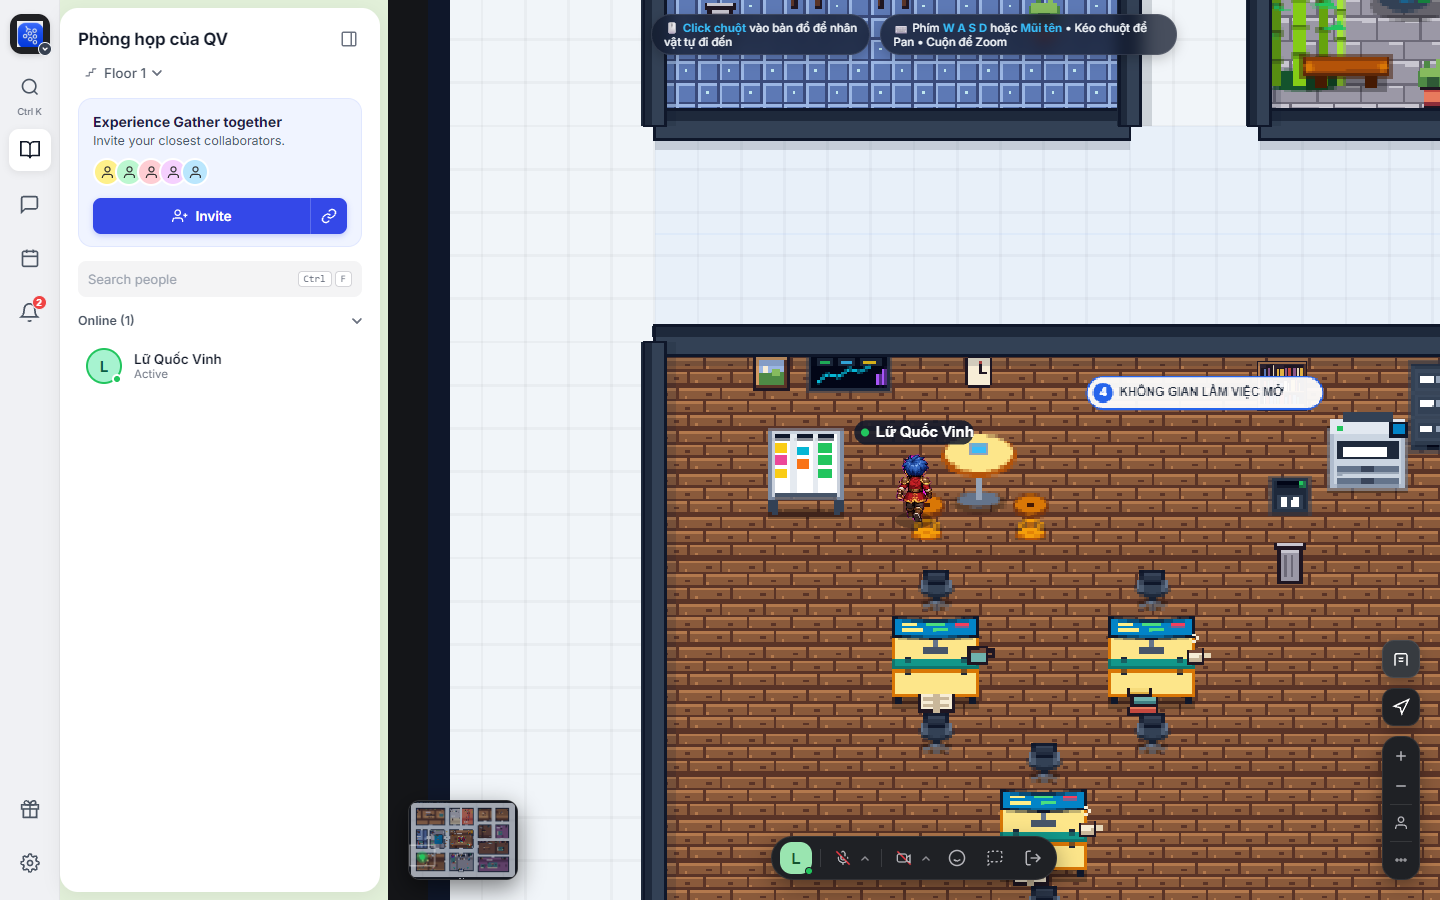 Phòng họp của QV
Floor 1
Ctrl K
Experience Gather together
Invite your closest collaborators.
Invite
Search people
Ctrl F
2
Online (1)
L
Lữ Quốc Vinh
Active
Click chuột vào bản đồ để nhân
vật tự đi đến
Phím W A S D hoặc Mũi tên • Kéo chuột để
Pan • Cuộn để Zoom
4 KHÔNG GIAN LÀM VIỆC MỞ
Lữ Quốc Vinh
L